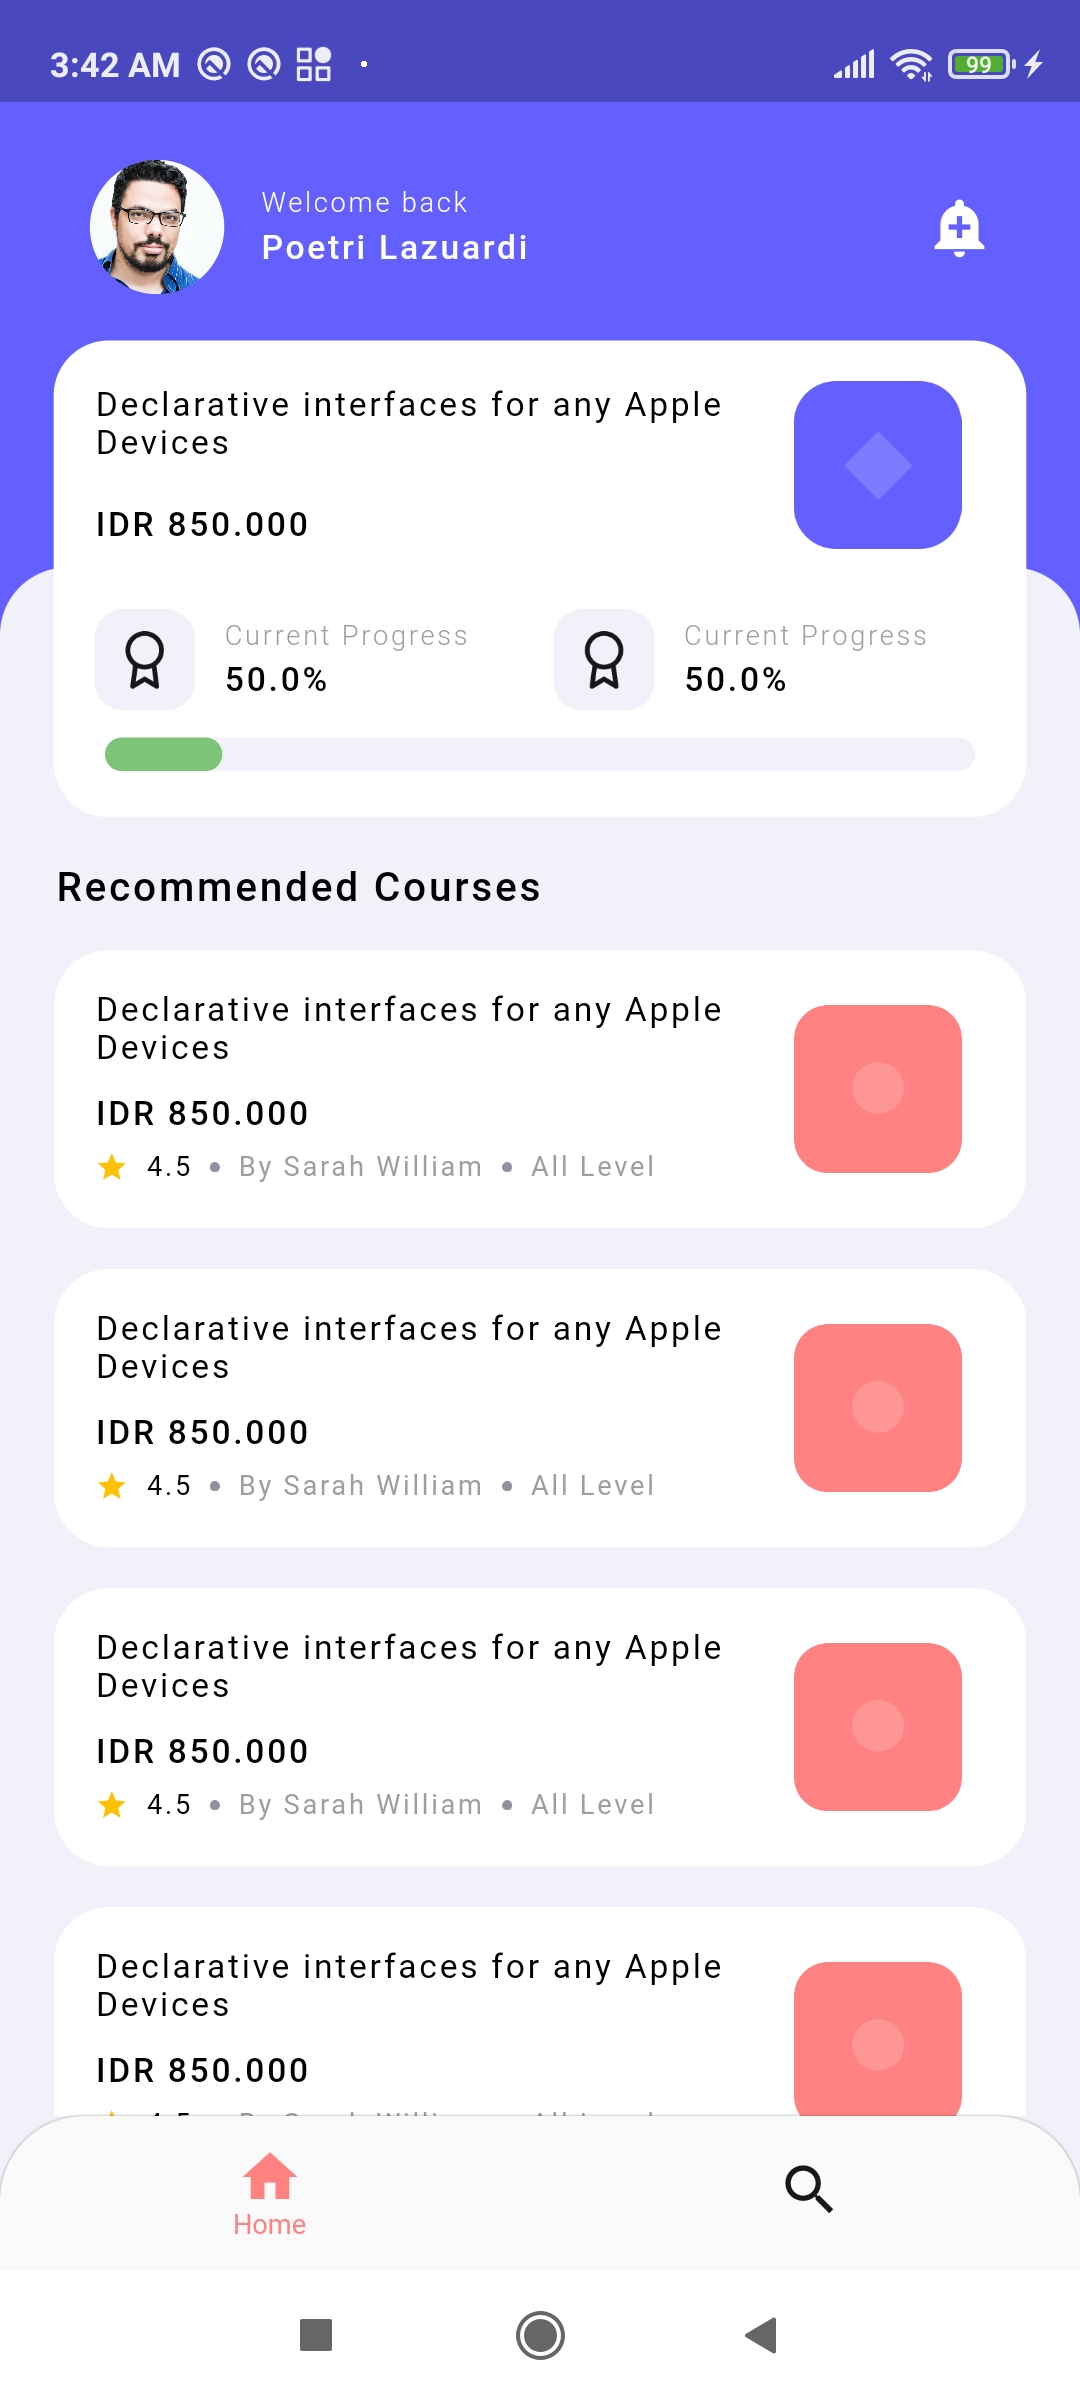 3:42 AM
99
Welcome back
Poetri Lazuardi
Declarative interfaces for any Apple
Devices
IDR 850.000
Current Progress
50.0%
Current Progress
50.0%
Recommended Courses
Declarative interfaces for any Apple
Devices
IDR 850.000
4.5 • By Sarah William • All Level
Declarative interfaces for any Apple
Devices
IDR 850.000
4.5 • By Sarah William • All Level
Declarative interfaces for any Apple
Devices
IDR 850.000
4.5 • By Sarah William • All Level
Declarative interfaces for any Apple
Devices
IDR 850.000
Home